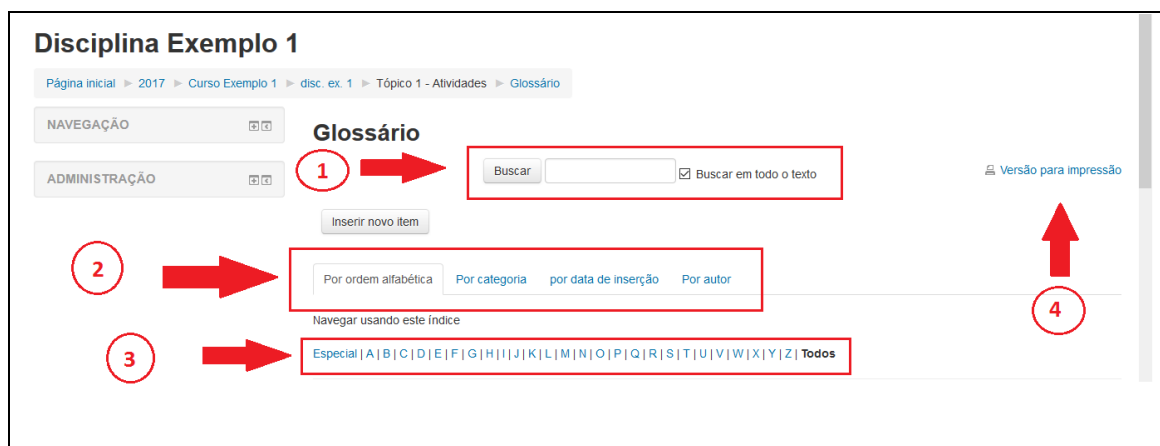 Disciplina Exemplo 1
Página inicial ► 2017 ► Curso Exemplo 1 ► disc. ex. 1 ► Tópico 1 - Atividades ► Glossário
NAVEGAÇÃO
ADMINISTRAÇÃO
Glossário
1
Buscar
Buscar em todo o texto
Versão para impressão
Inserir novo item
2
Por ordem alfabética
Por categoria
por data de inserção
Por autor
4
Navegar usando este índice
3
Especial | A | B | C | D | E | F | G | H | I | J | K | L | M | N | O | P | Q | R | S | T | U | V | W | X | Y | Z | Todos